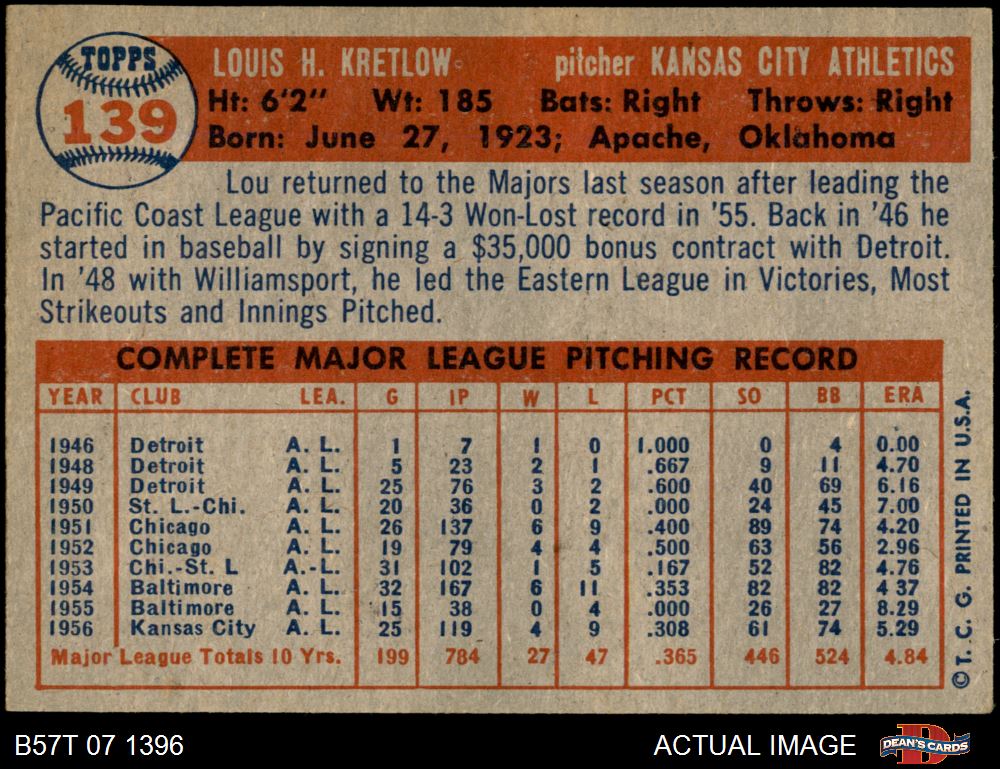 TOPPS
139
LOUIS H. KRETLOW pitcher KANSAS CITY ATHLETICS
Ht: 6'2" Wt: 185 Bats: Right Throws: Right
Born: June 27, 1923; Apache, Oklahoma
Lou returned to the Majors last season after leading the
Pacific Coast League with a 14-3 Won-Lost record in '55. Back in '46 he
started in baseball by signing a $35,000 bonus contract with Detroit.
In '48 with Williamsport, he led the Eastern League in Victories, Most
Strikeouts and Innings Pitched.
COMPLETE MAJOR LEAGUE PITCHING RECORD
YEAR CLUB LEA. G IP W L PCT SO BB ERA
1946 Detroit A. L. 1 7 1 0 1.000 0 4 0.00
1948 Detroit A. L. 5 23 2 1 .667 9 11 4.70
1949 Detroit A. L. 25 76 3 2 .600 40 69 6.16
1950 St. L.-Chi. A. L. 20 36 0 2 .000 24 45 7.00
1951 Chicago A. L. 26 137 6 9 .400 89 74 4.20
1952 Chicago A. L. 19 79 4 4 .500 63 56 2.96
1953 Chi.-St. L A.-L. 31 102 1 5 .167 52 82 4.76
1954 Baltimore A. L. 32 167 6 11 .353 82 82 4 37
1955 Baltimore A. L. 15 38 0 4 .000 26 27 8.29
1956 Kansas City A. L. 25 119 4 9 .308 61 74 5.29
Major League Totals 10 Yrs. 199 784 27 47 .365 446 524 4.84
© T. C. G. PRINTED IN U.S.A.
B57T 07 1396 ACTUAL IMAGE
D
DEAN'S CARDS